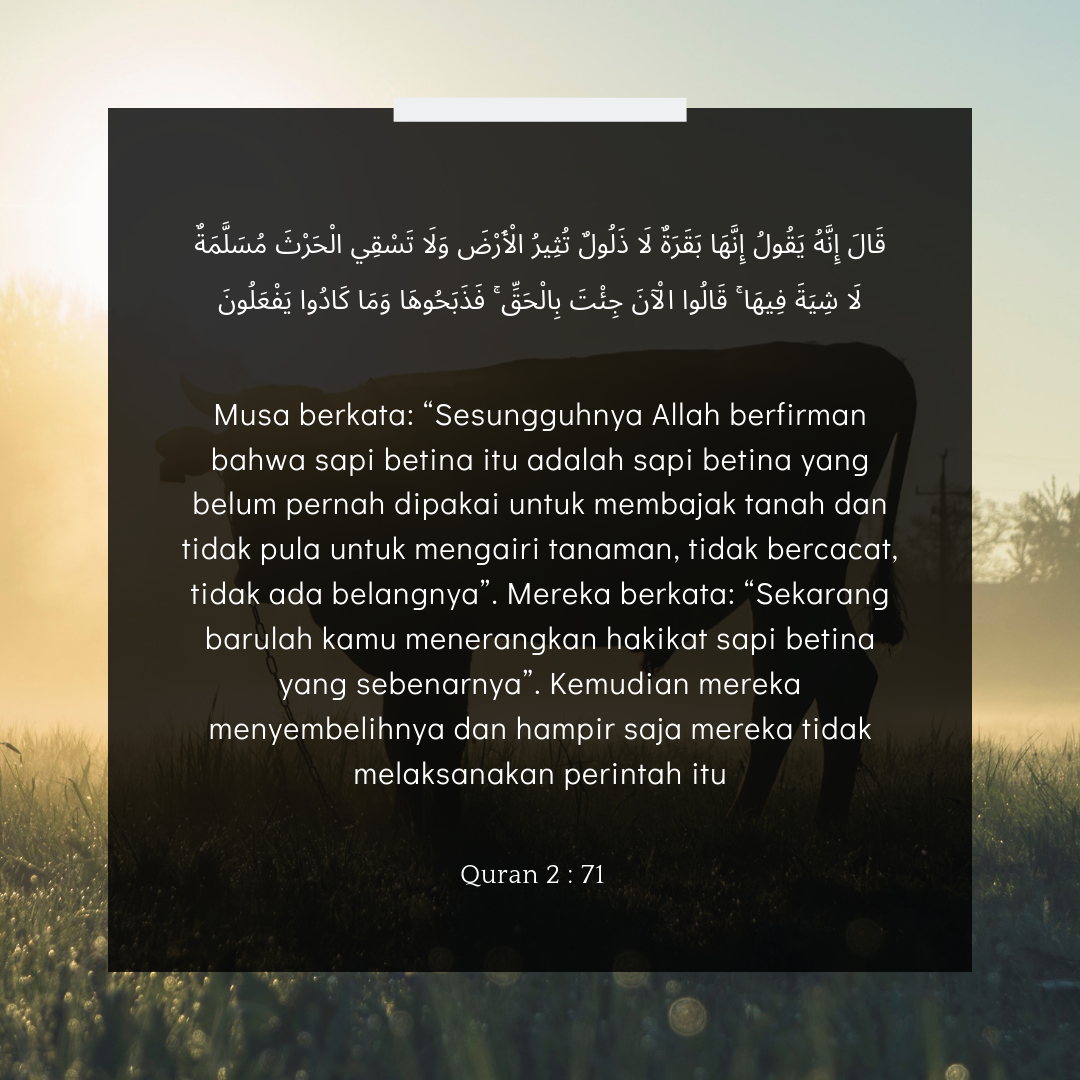 قَالَ إِنَّهُ يَقُولُ إِنَّهَا بَقَرَةٌ لَا ذَلُولٌ تُثِيرُ الْأَرْضَ وَلَا تَسْقِي الْحَرْثَ مُسَلَّمَةٌ
لَا شِيَةَ فِيهَا ۚ قَالُوا الْآنَ جِئْتَ بِالْحَقِّ ۚ فَذَبَحُوهَا وَمَا كَادُوا يَفْعَلُونَ
Musa berkata: “Sesungguhnya Allah berfirman
bahwa sapi betina itu adalah sapi betina yang
belum pernah dipakai untuk membajak tanah dan
tidak pula untuk mengairi tanaman, tidak bercacat,
tidak ada belangnya”. Mereka berkata: “Sekarang
barulah kamu menerangkan hakikat sapi betina
yang sebenarnya”. Kemudian mereka
menyembelihnya dan hampir saja mereka tidak
melaksanakan perintah itu
Quran 2 : 71